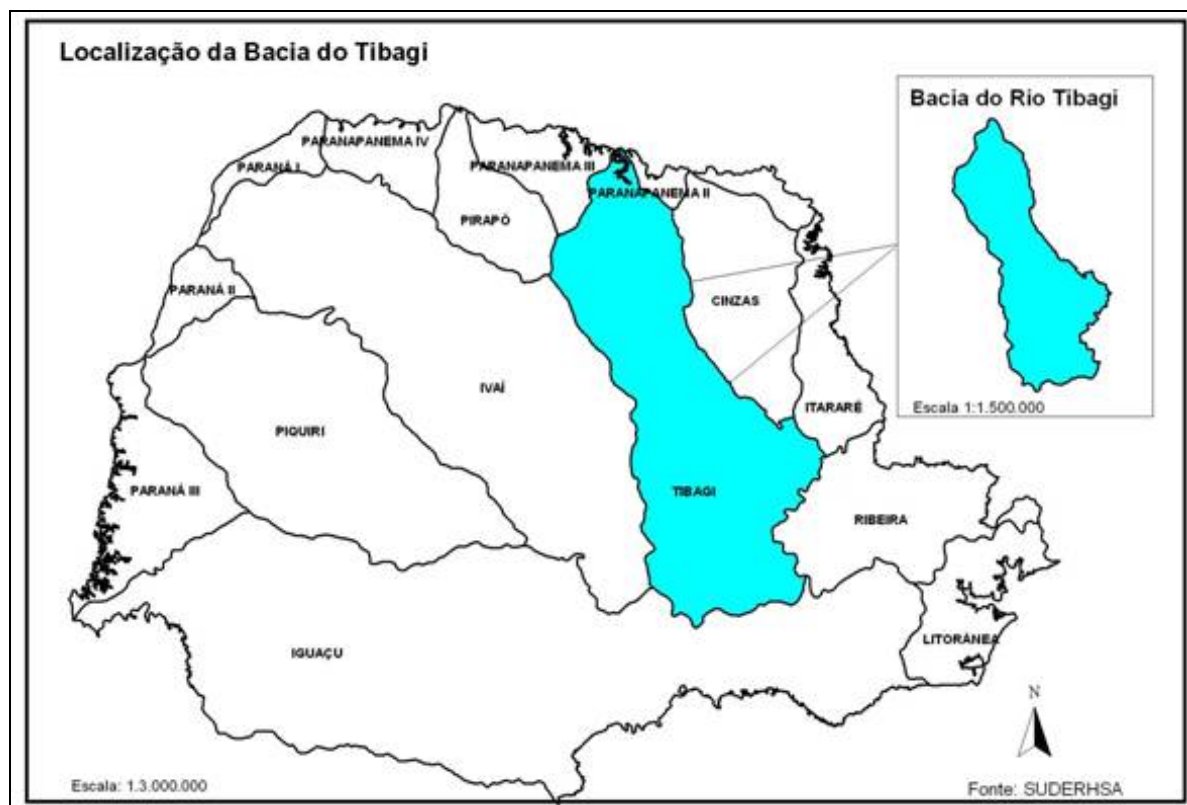 Localização da Bacia do Tibagi
Bacia do Rio Tibagi
Escala 1:1.500.000
PARANAPANEMA IV
PARANÁ I
PARANAPANEMA III
PARANAPANEMA II
PIRAPÓ
PARANÁ II
CINZAS
IVAÍ
ITARARÉ
PIQUIRI
PARANÁ III
TIBAGI
RIBEIRA
LITORÂNEA
IGUAÇU
N
Escala: 1.3.000.000
Fonte: SUDERHSA